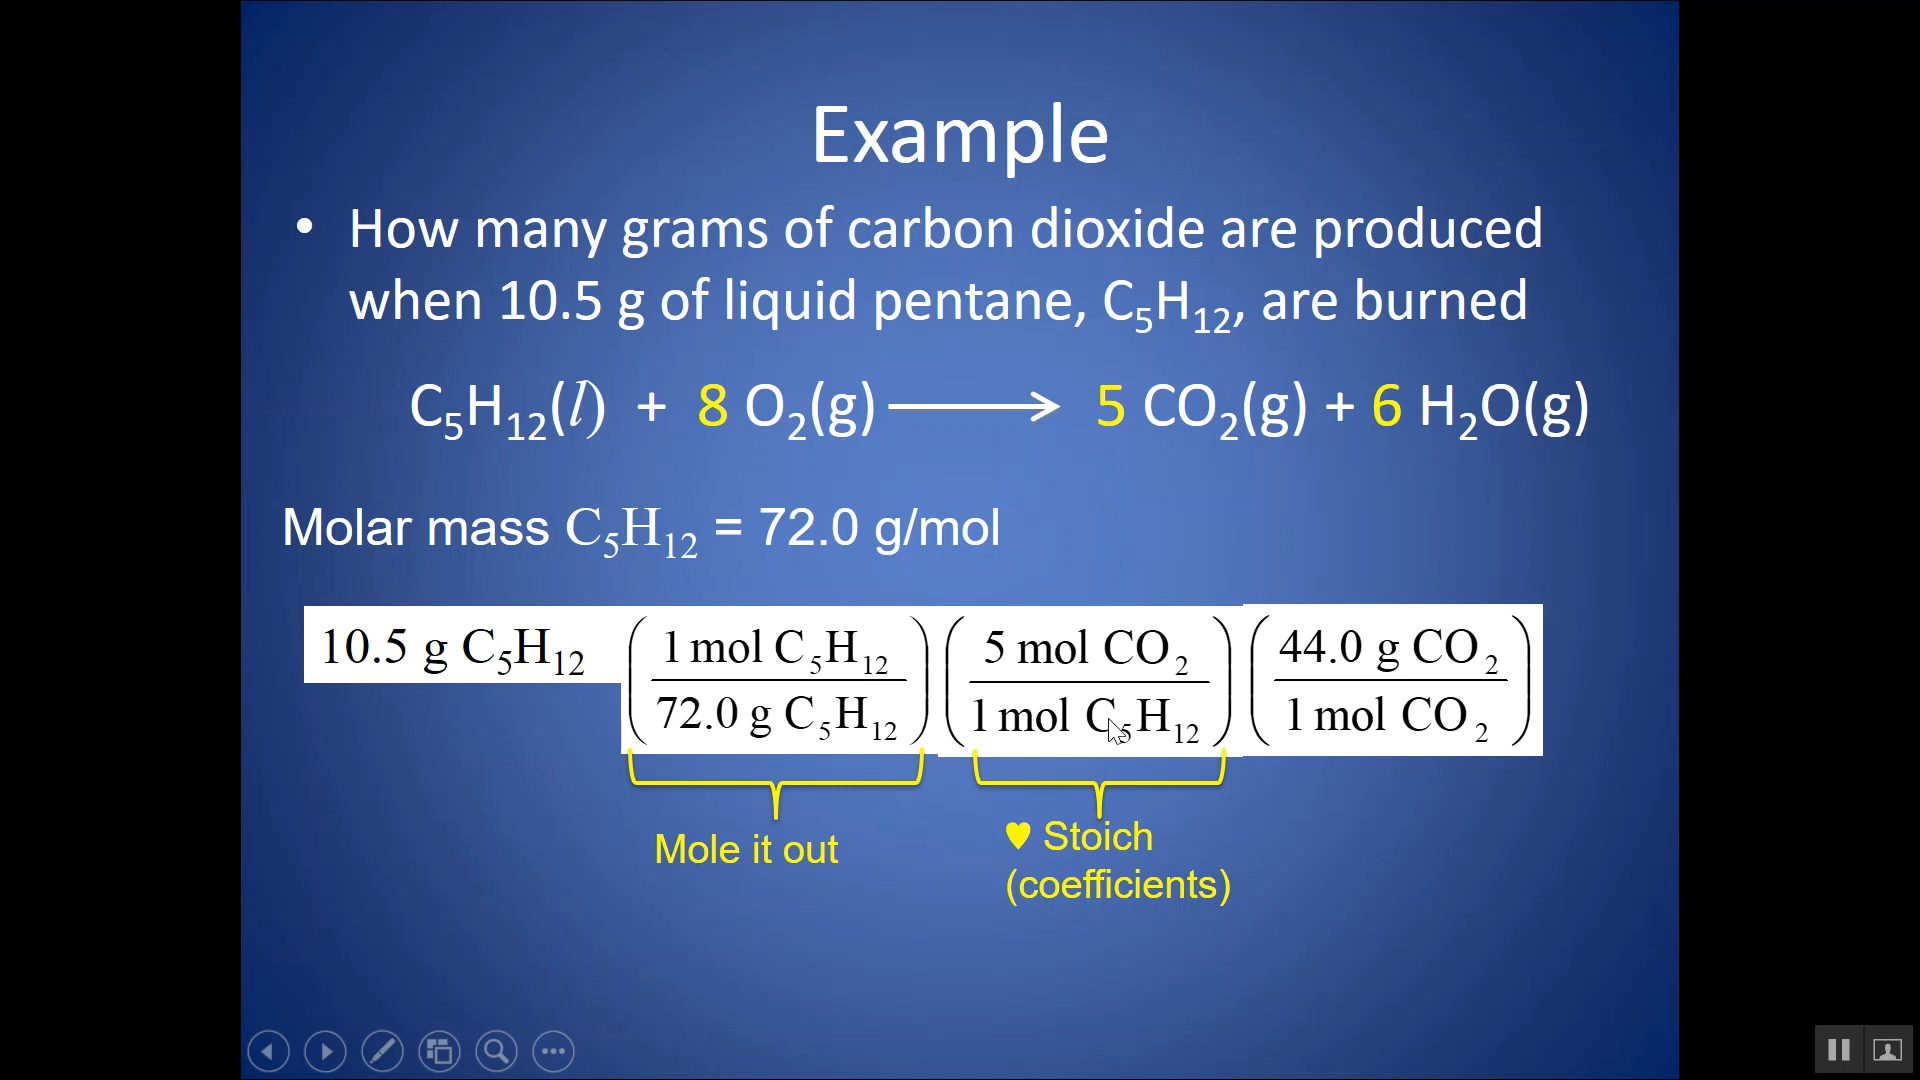 Example
• How many grams of carbon dioxide are produced
when 10.5 g of liquid pentane, C₅H₁₂, are burned
C₅H₁₂(l) + 8 O₂(g) ⟶ 5 CO₂(g) + 6 H₂O(g)
Molar mass C₅H₁₂ = 72.0 g/mol
10.5 g C₅H₁₂ (1 mol C₅H₁₂ / 72.0 g C₅H₁₂) (5 mol CO₂ / 1 mol C₅H₁₂) (44.0 g CO₂ / 1 mol CO₂)
Mole it out
♥ Stoich
(coefficients)